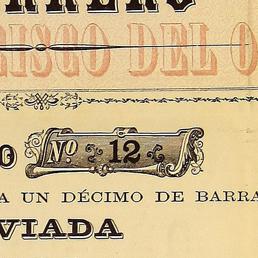 RISCO DEL O
O Nº 12
A UN DÉCIMO DE BARRA
VIADA